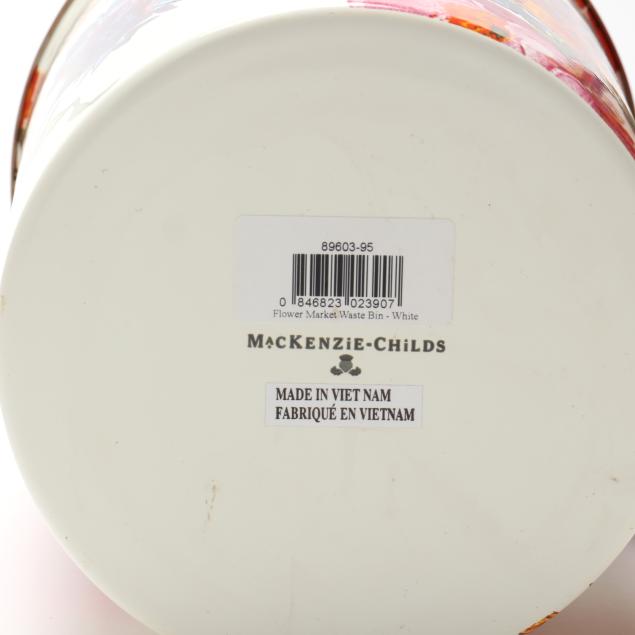 89603-95
0 846823 023907
Flower Market Waste Bin - White
MACKENZiE-CHiLDS
MADE IN VIET NAM
FABRIQUÉ EN VIETNAM